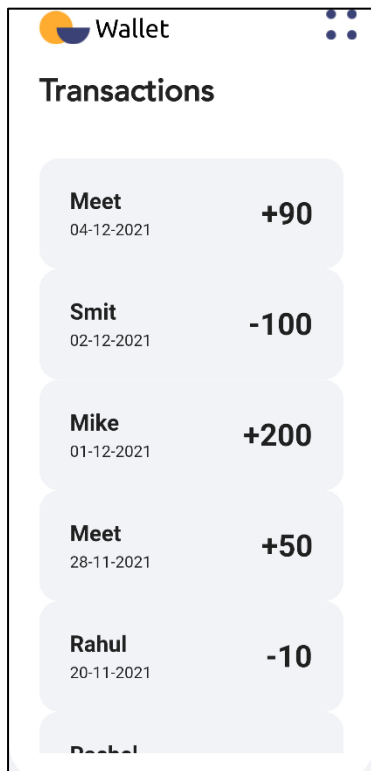 Wallet
Transactions
Meet
+90
04-12-2021
Smit
-100
02-12-2021
Mike
+200
01-12-2021
Meet
+50
28-11-2021
Rahul
-10
20-11-2021